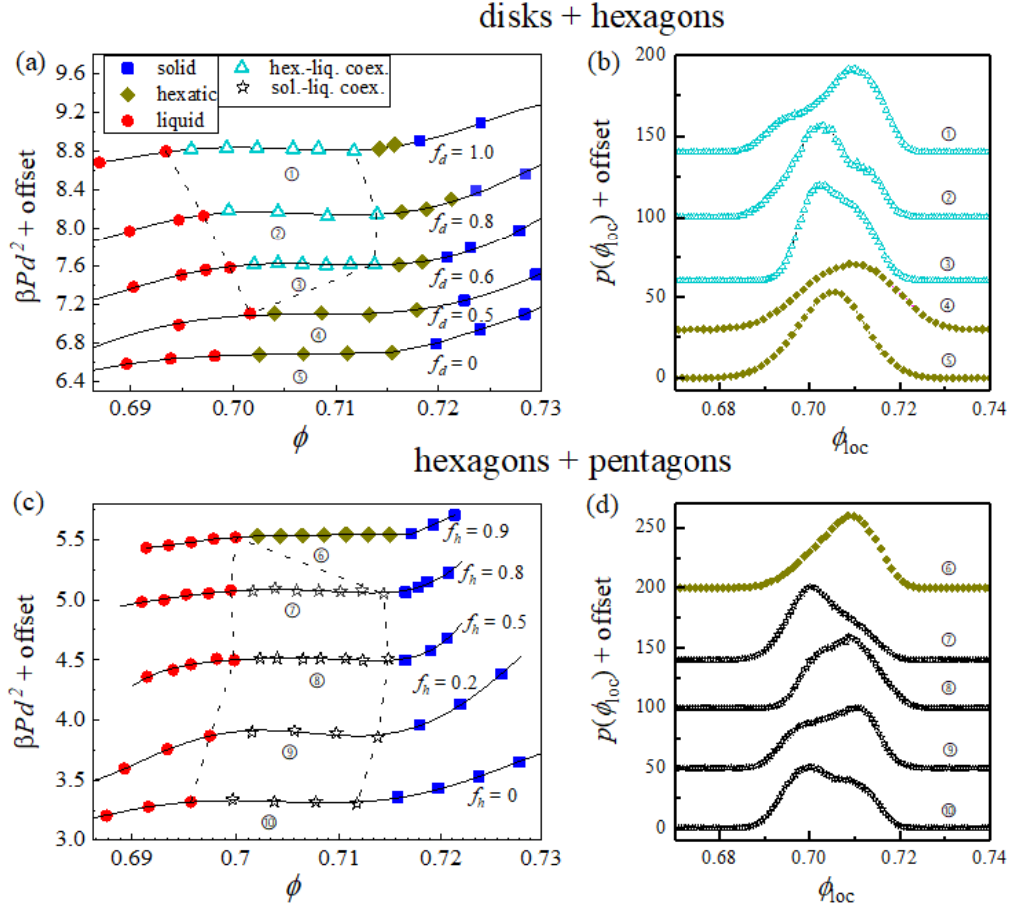 disks + hexagons
(a)
solid
hexatic
liquid
hex.-liq. coex.
sol.-liq. coex.
9.6
9.2
8.8
8.4
8.0
7.6
7.2
6.8
6.4
βPd² + offset
f_d = 1.0
f_d = 0.8
f_d = 0.6
f_d = 0.5
f_d = 0
①
②
③
④
⑤
0.69 0.70 0.71 0.72 0.73
ϕ
(b)
200
150
100
50
0
p(ϕ_loc) + offset
①
②
③
④
⑤
0.68 0.70 0.72 0.74
ϕ_loc
hexagons + pentagons
(c)
5.5
5.0
4.5
4.0
3.5
3.0
βPd² + offset
f_h = 0.9
f_h = 0.8
f_h = 0.5
f_h = 0.2
f_h = 0
⑥
⑦
⑧
⑨
⑩
0.69 0.7 0.71 0.72 0.73
ϕ
(d)
250
200
150
100
50
0
p(ϕ_loc) + offset
⑥
⑦
⑧
⑨
⑩
0.68 0.70 0.72 0.74
ϕ_loc